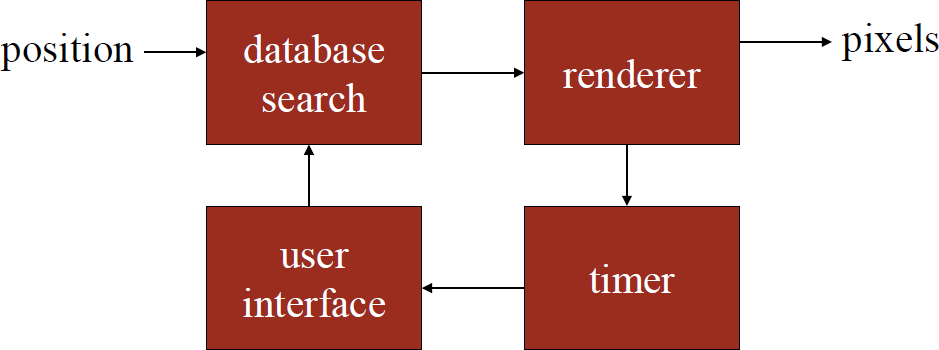 position
database
search
renderer
pixels
user
interface
timer